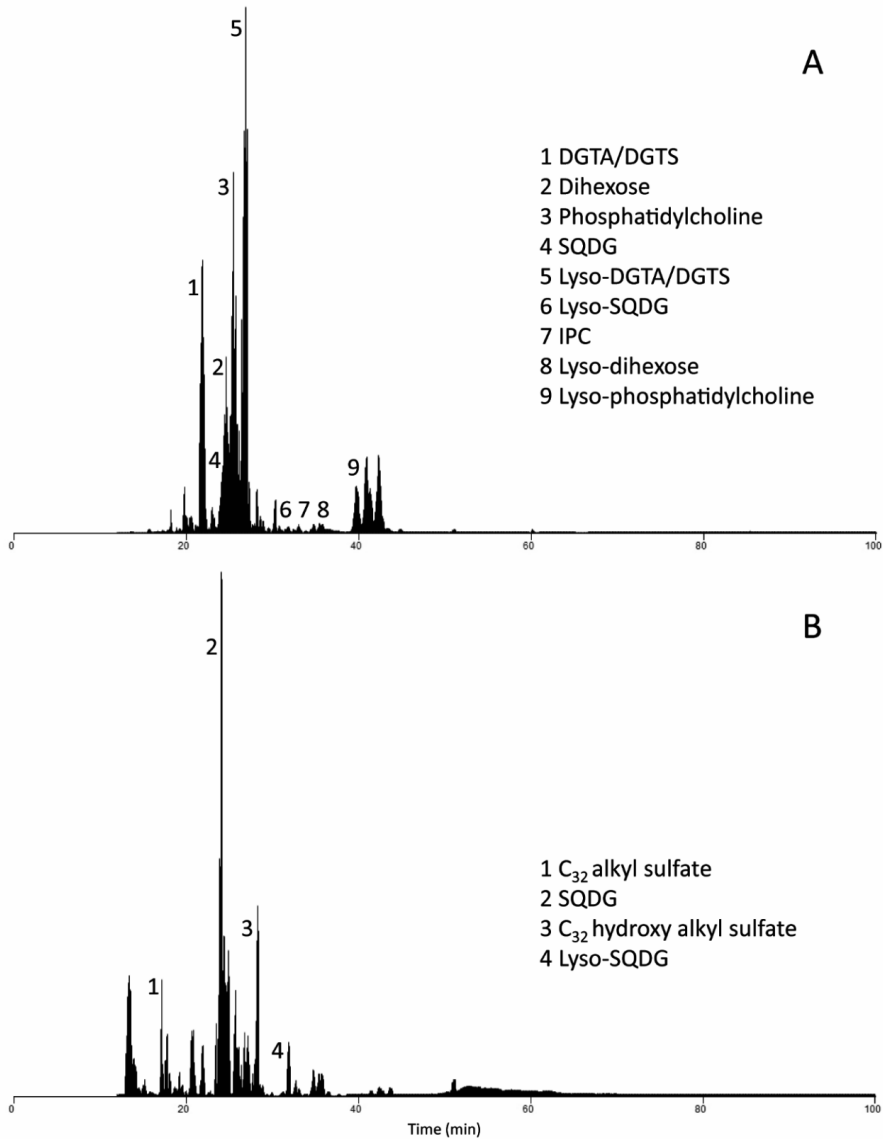 5
A
3
1
2
4
6 7 8
9
1 DGTA/DGTS
2 Dihexose
3 Phosphatidylcholine
4 SQDG
5 Lyso-DGTA/DGTS
6 Lyso-SQDG
7 IPC
8 Lyso-dihexose
9 Lyso-phosphatidylcholine
0 20 40 60 80 100
B
2
3
1
4
1 C₃₂ alkyl sulfate
2 SQDG
3 C₃₂ hydroxy alkyl sulfate
4 Lyso-SQDG
0 20 40 60 80 100
Time (min)